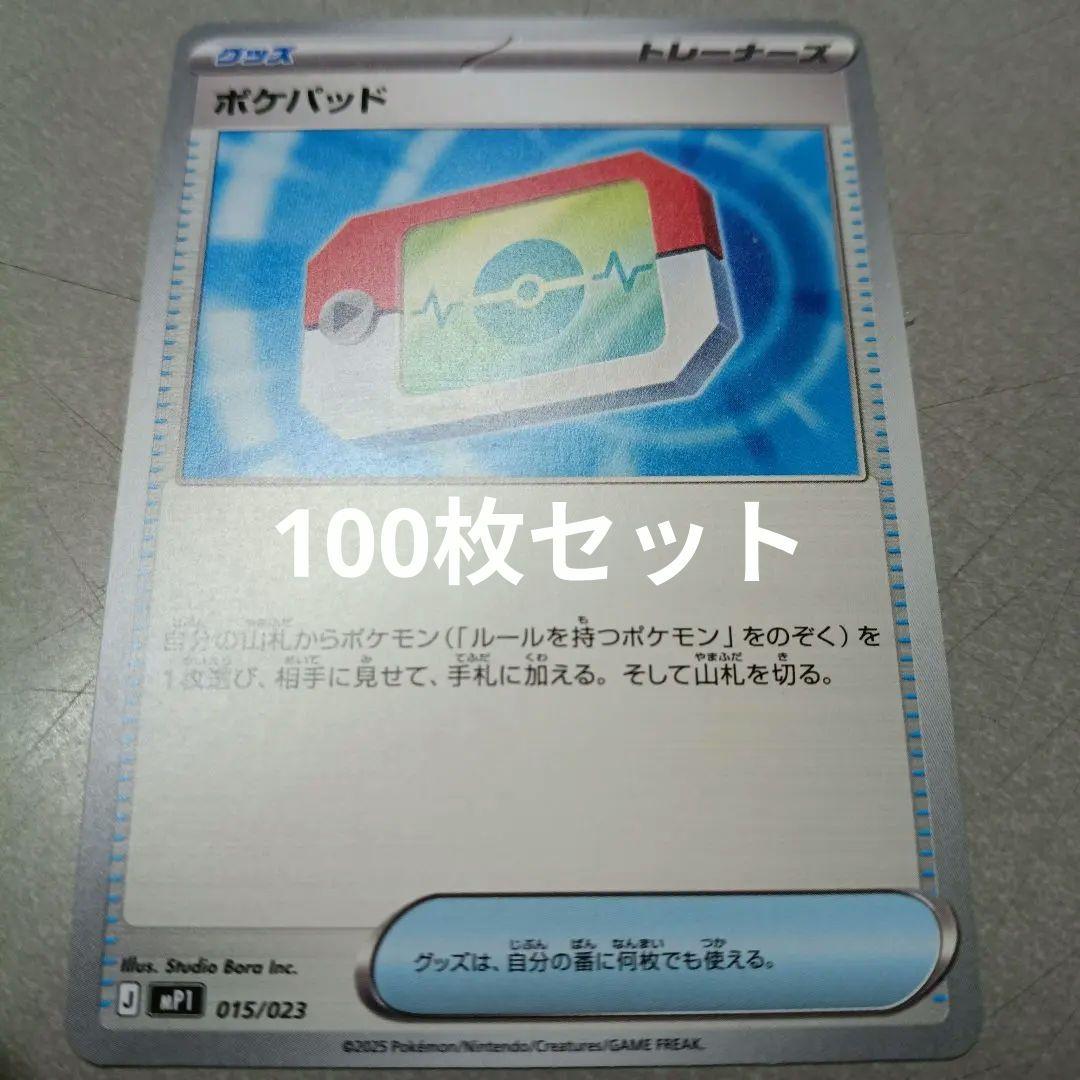 グッズ
トレーナーズ
ポケパッド
100枚セット
自分の山札からポケモン(「ルールを持つポケモン」をのぞく)を
1枚選び、相手に見せて、手札に加える。そして山札を切る。
グッズは、自分の番に何枚でも使える。
Illus. Studio Bora Inc.
J mP1 015/023
©2025 Pokémon/Nintendo/Creatures/GAME FREAK.